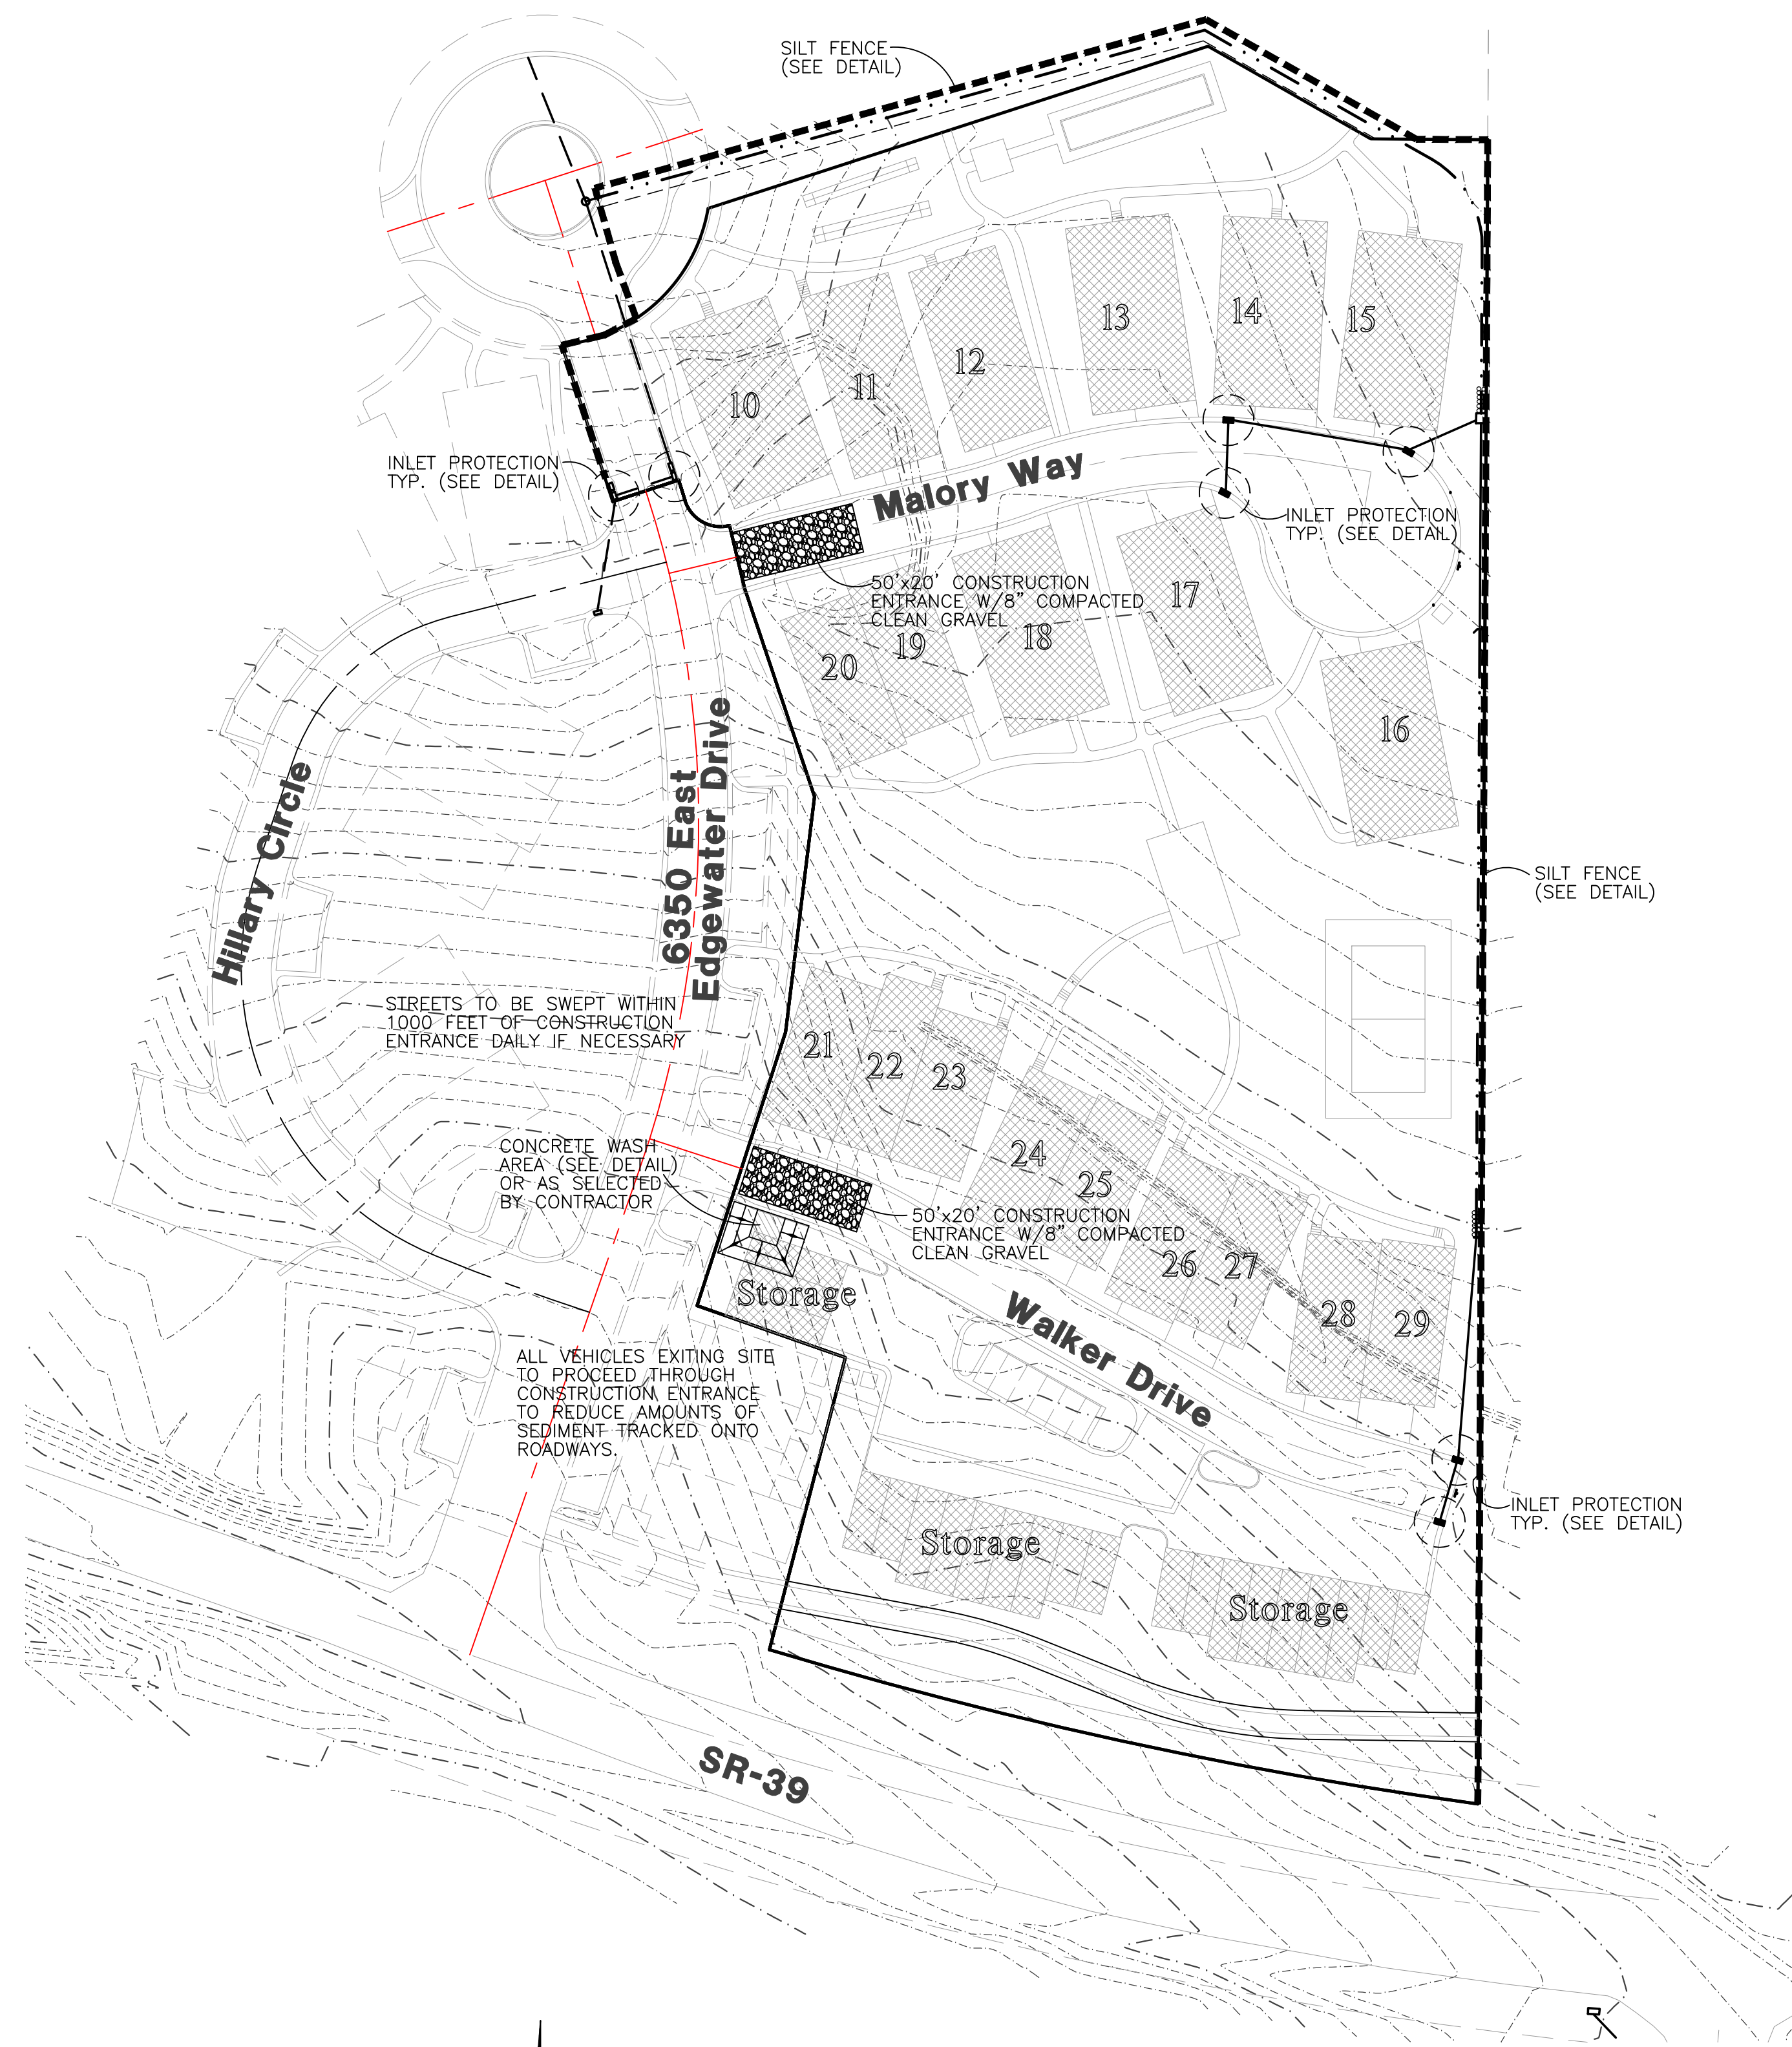 SILT FENCE
(SEE DETAIL)
13
14
15
12
11
10
INLET PROTECTION
TYP. (SEE DETAIL)
Malory Way
INLET PROTECTION
TYP. (SEE DETAIL)
50'x20' CONSTRUCTION
ENTRANCE W/8" COMPACTED
CLEAN GRAVEL
17
18
19
20
16
6350 East
Edgewater Drive
Hillary Circle
SILT FENCE
(SEE DETAIL)
STREETS TO BE SWEPT WITHIN
1000 FEET OF CONSTRUCTION
ENTRANCE DAILY IF NECESSARY
21
22
23
24
25
26
27
28
29
CONCRETE WASH
AREA (SEE DETAIL)
OR AS SELECTED
BY CONTRACTOR
50'x20' CONSTRUCTION
ENTRANCE W/8" COMPACTED
CLEAN GRAVEL
Storage
Walker Drive
ALL VEHICLES EXITING SITE
TO PROCEED THROUGH
CONSTRUCTION ENTRANCE
TO REDUCE AMOUNTS OF
SEDIMENT TRACKED ONTO
ROADWAYS.
INLET PROTECTION
TYP. (SEE DETAIL)
Storage
Storage
SR-39